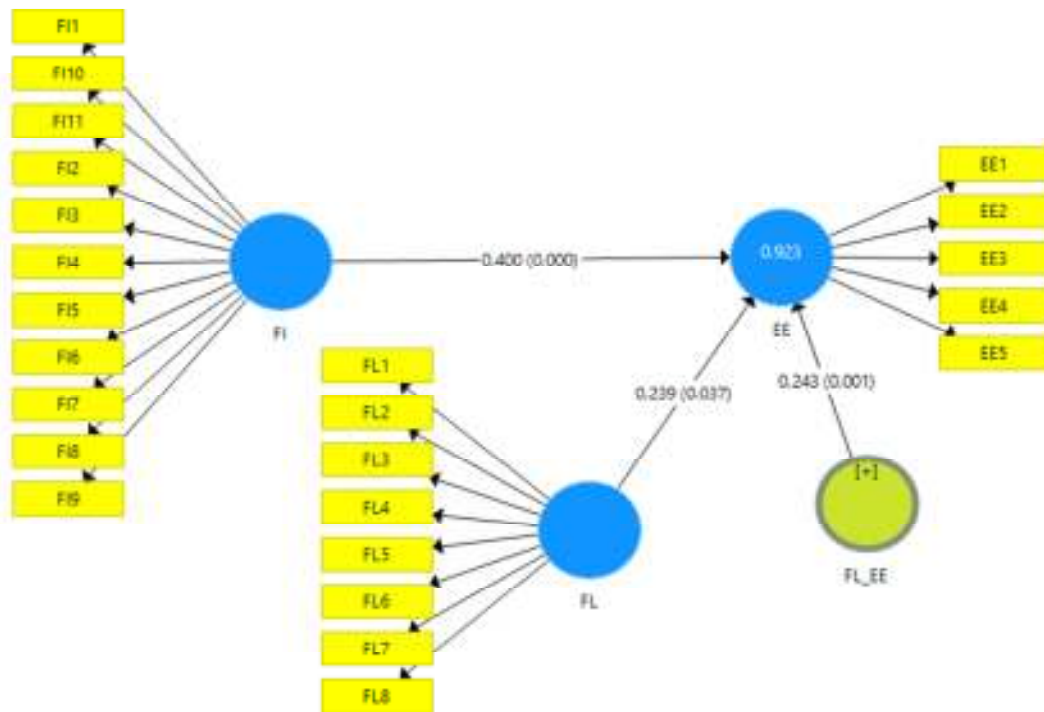 FI1
FI10
FI11
FI2
FI3
FI4
FI5
FI6
FI7
FI8
FI9
FI
0.400 (0.000)
0.923
EE
EE1
EE2
EE3
EE4
EE5
FL1
FL2
FL3
FL4
FL5
FL6
FL7
FL8
FL
0.239 (0.037)
0.243 (0.001)
[+]
FL_EE